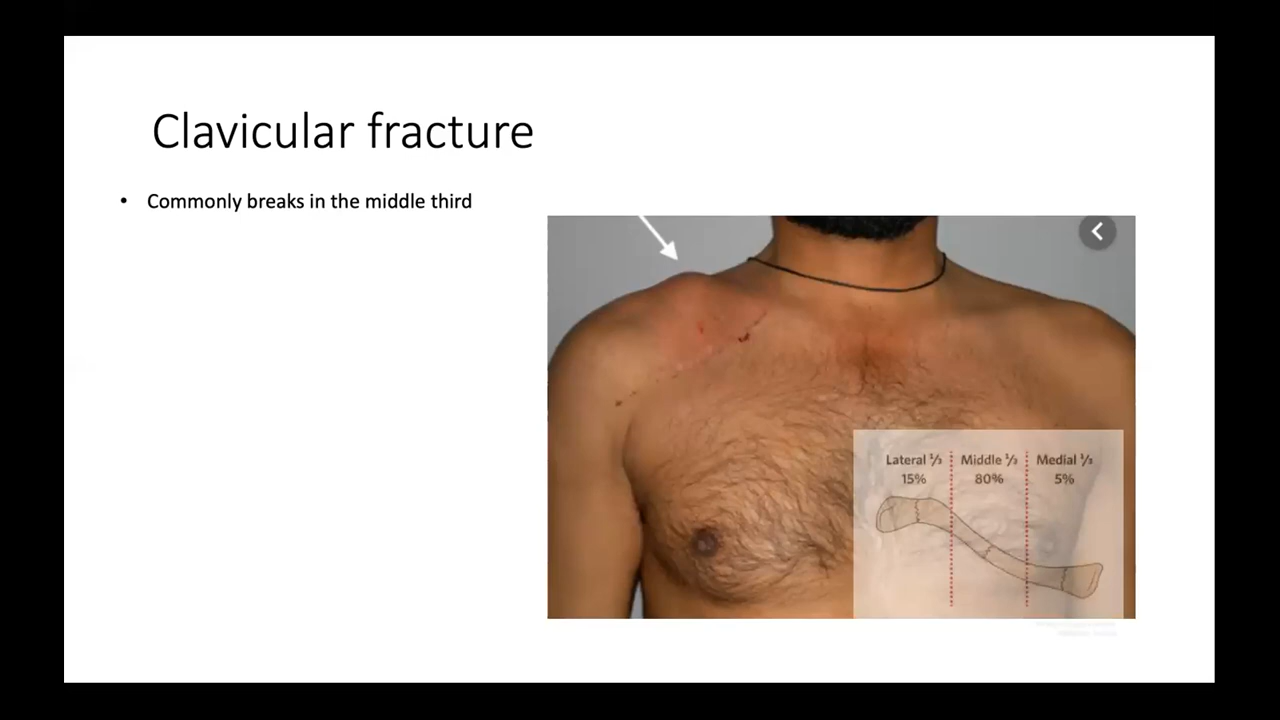 Clavicular fracture
• Commonly breaks in the middle third
Lateral ⅓ Middle ⅓ Medial ⅓
15% 80% 5%